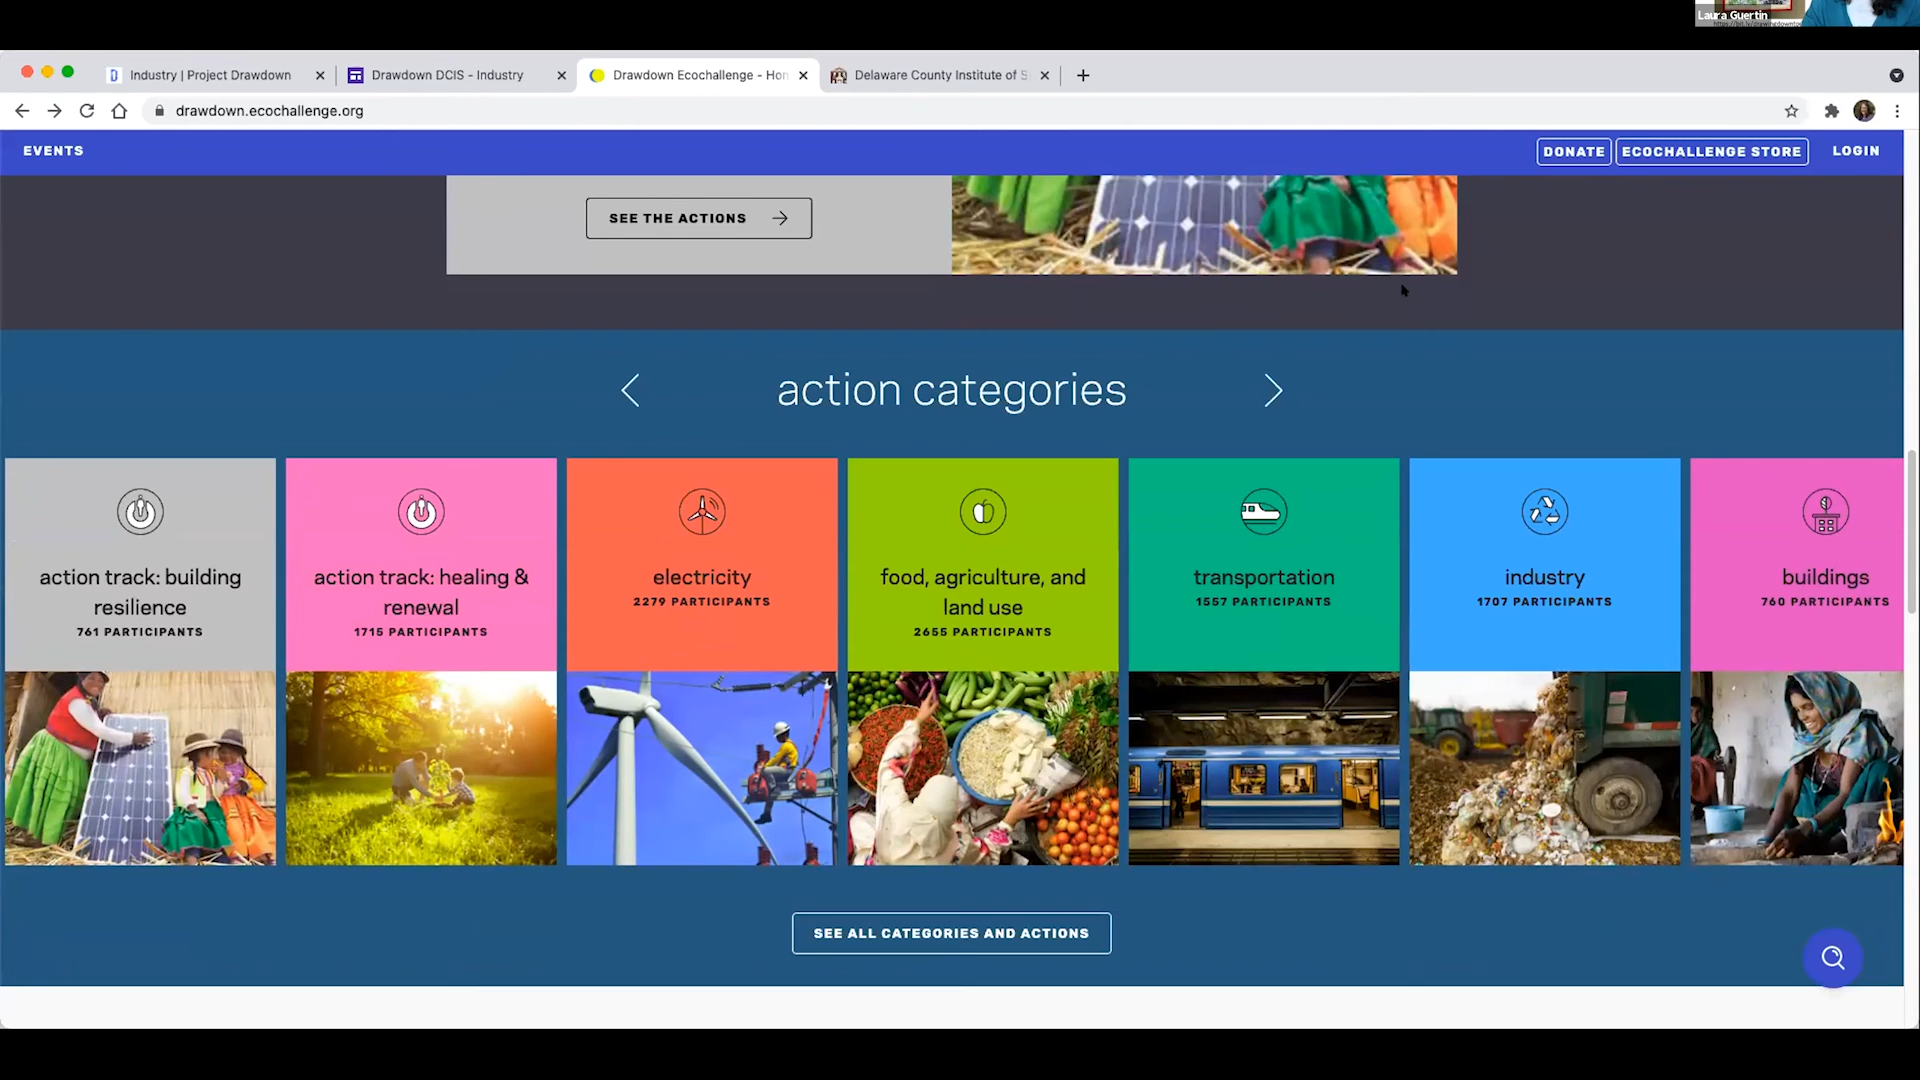 Laura Guertin
Industry | Project Drawdown
Drawdown DCIS - Industry
Drawdown Ecochallenge - Hon
Delaware County Institute of S
drawdown.ecochallenge.org
EVENTS
DONATE
ECOCHALLENGE STORE
LOGIN
SEE THE ACTIONS
action categories
action track: building
resilience
761 PARTICIPANTS
action track: healing &
renewal
1715 PARTICIPANTS
electricity
2279 PARTICIPANTS
food, agriculture, and
land use
2655 PARTICIPANTS
transportation
1557 PARTICIPANTS
industry
1707 PARTICIPANTS
buildings
760 PARTICIPANTS
SEE ALL CATEGORIES AND ACTIONS